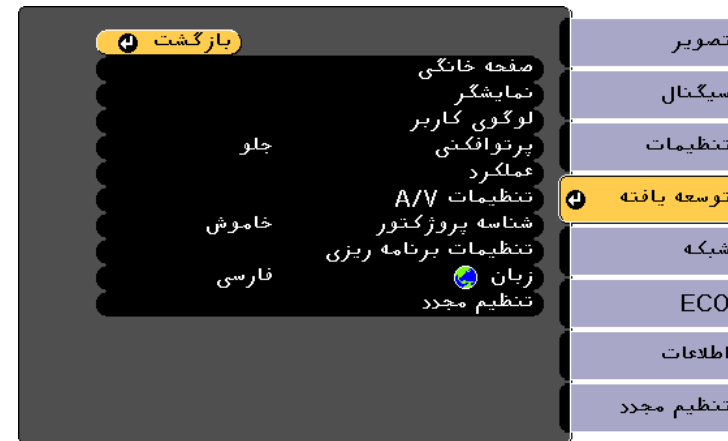 بازگشت
صفحه خانگی
نمایشگر
لوگوی کاربر
پرتوافکنی جلو
عملکرد
تنظیمات A/V
شناسه پروژکتور خاموش
تنظیمات برنامه ریزی
زبان فارسی
تنظیم مجدد
تصویر
سیگنال
تنظیمات
توسعه یافته
شبکه
ECO
اطلاعات
تنظیم مجدد